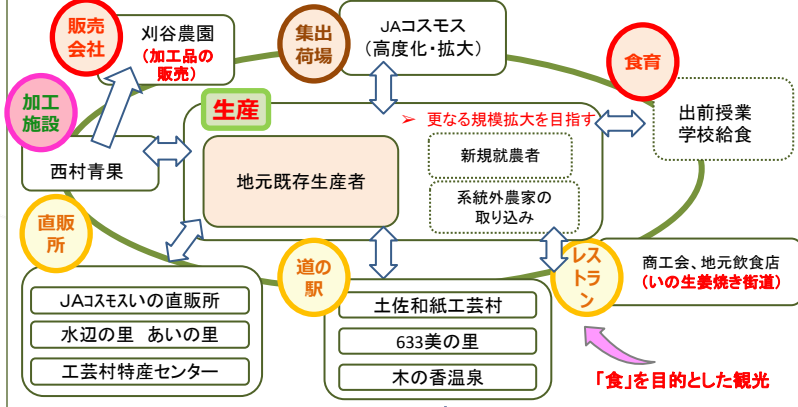 販売
会社
刈谷農園
(加工品の
販売)
集出
荷場
JAコスモス
(高度化・拡大)
食育
出前授業
学校給食
加工
施設
西村青果
生産
➢ 更なる規模拡大を目指す
地元既存生産者
新規就農者
系統外農家の
取り込み
直販
所
JAコスモスいの直販所
水辺の里 あいの里
工芸村特産センター
道の
駅
土佐和紙工芸村
633美の里
木の香温泉
レス
トラ
ン
商工会、地元飲食店
(いの生姜焼き街道)
「食」を目的とした観光